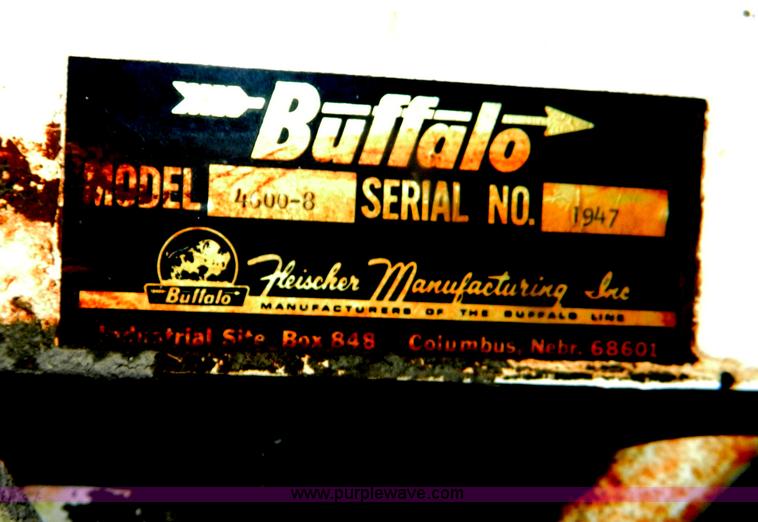 Buffalo
MODEL 4600-8 SERIAL NO. 1947
Buffalo
Fleischer Manufacturing Inc
MANUFACTURERS OF THE BUFFALO LINE
Industrial Site Box 848 Columbus, Nebr. 68601
www.purplewave.com